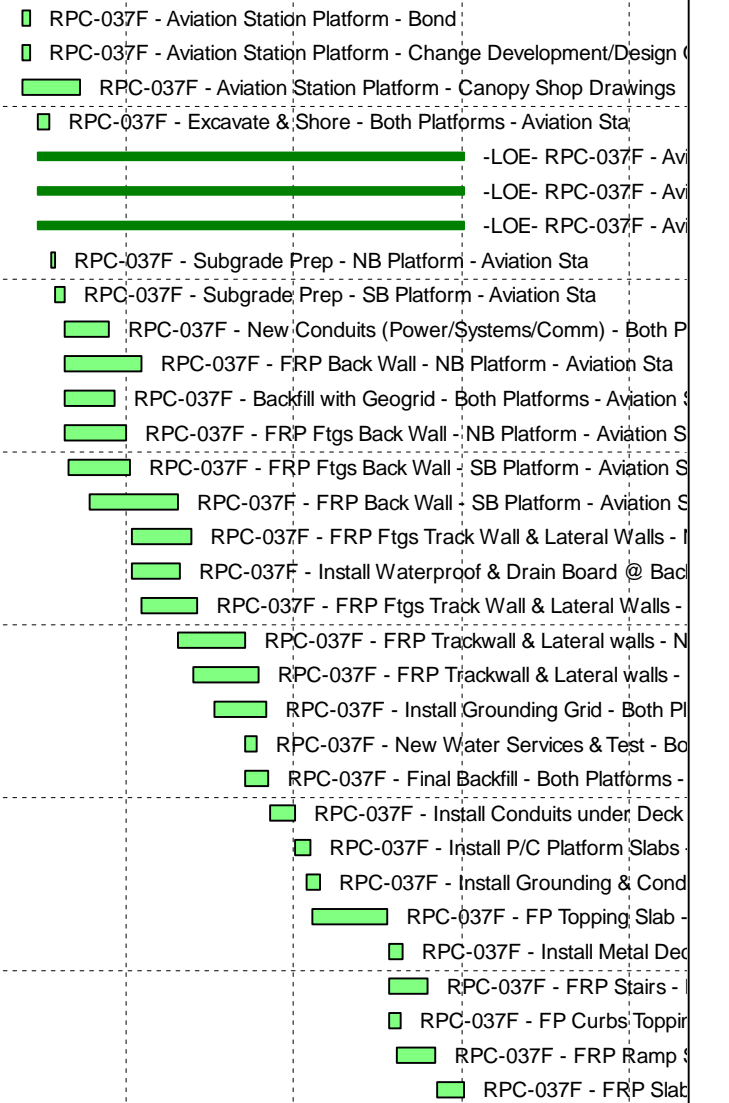 RPC-037F - Aviation Station Platform - Bond
RPC-037F - Aviation Station Platform - Change Development/Design
RPC-037F - Aviation Station Platform - Canopy Shop Drawings
RPC-037F - Excavate & Shore - Both Platforms - Aviation Sta
-LOE- RPC-037F - Avi
-LOE- RPC-037F - Avi
-LOE- RPC-037F - Avi
RPC-037F - Subgrade Prep - NB Platform - Aviation Sta
RPC-037F - Subgrade Prep - SB Platform - Aviation Sta
RPC-037F - New Conduits (Power/Systems/Comm) - Both P
RPC-037F - FRP Back Wall - NB Platform - Aviation Sta
RPC-037F - Backfill with Geogrid - Both Platforms - Aviation
RPC-037F - FRP Ftgs Back Wall - NB Platform - Aviation S
RPC-037F - FRP Ftgs Back Wall - SB Platform - Aviation S
RPC-037F - FRP Back Wall - SB Platform - Aviation S
RPC-037F - FRP Ftgs Track Wall & Lateral Walls -
RPC-037F - Install Waterproof & Drain Board @ Bac
RPC-037F - FRP Ftgs Track Wall & Lateral Walls -
RPC-037F - FRP Trackwall & Lateral walls - N
RPC-037F - FRP Trackwall & Lateral walls -
RPC-037F - Install Grounding Grid - Both Pl
RPC-037F - New Water Services & Test - Bo
RPC-037F - Final Backfill - Both Platforms -
RPC-037F - Install Conduits under Deck
RPC-037F - Install P/C Platform Slabs -
RPC-037F - Install Grounding & Cond
RPC-037F - FP Topping Slab -
RPC-037F - Install Metal Dec
RPC-037F - FRP Stairs -
RPC-037F - FP Curbs Toppin
RPC-037F - FRP Ramp
RPC-037F - FRP Slab